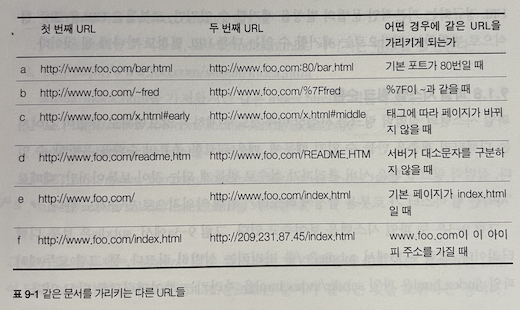 첫 번째 URL 두 번째 URL 어떤 경우에 같은 URL을
가리키게 되는가
a http://www.foo.com/bar.html http://www.foo.com:80/bar.html 기본 포트가 80번일 때
b http://www.foo.com/~fred http://www.foo.com/%7Ffred %7F이 ~과 같을 때
c http://www.foo.com/x.html#early http://www.foo.com/x.html#middle 태그에 따라 페이지가 바뀌
지 않을 때
d http://www.foo.com/readme.htm http://www.foo.com/README.HTM 서버가 대소문자를 구분하
지 않을 때
e http://www.foo.com/ http://www.foo.com/index.html 기본 페이지가 index.html
일 때
f http://www.foo.com/index.html http://209.231.87.45/index.html www.foo.com이 이 아이
피 주소를 가질 때
표 9-1 같은 문서를 가리키는 다른 URL들